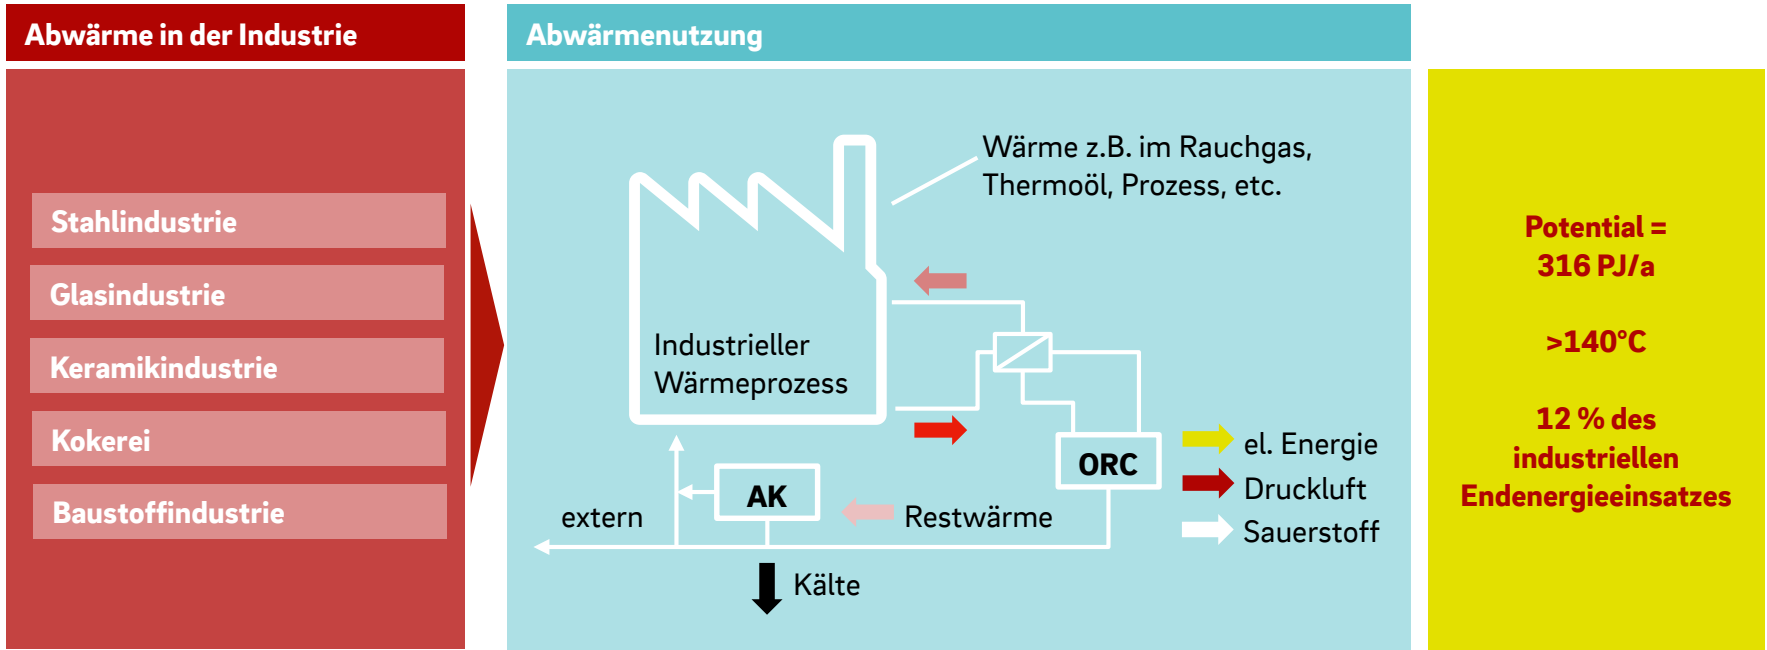 Abwärme in der Industrie
Stahlindustrie
Glasindustrie
Keramikindustrie
Kokerei
Baustoffindustrie
Abwärmenutzung
Wärme z.B. im Rauchgas,
Thermoöl, Prozess, etc.
Industrieller
Wärmeprozess
ORC
el. Energie
Druckluft
Sauerstoff
AK
Restwärme
extern
Kälte
Potential =
316 PJ/a
>140°C
12 % des
industriellen
Endenergieeinsatzes